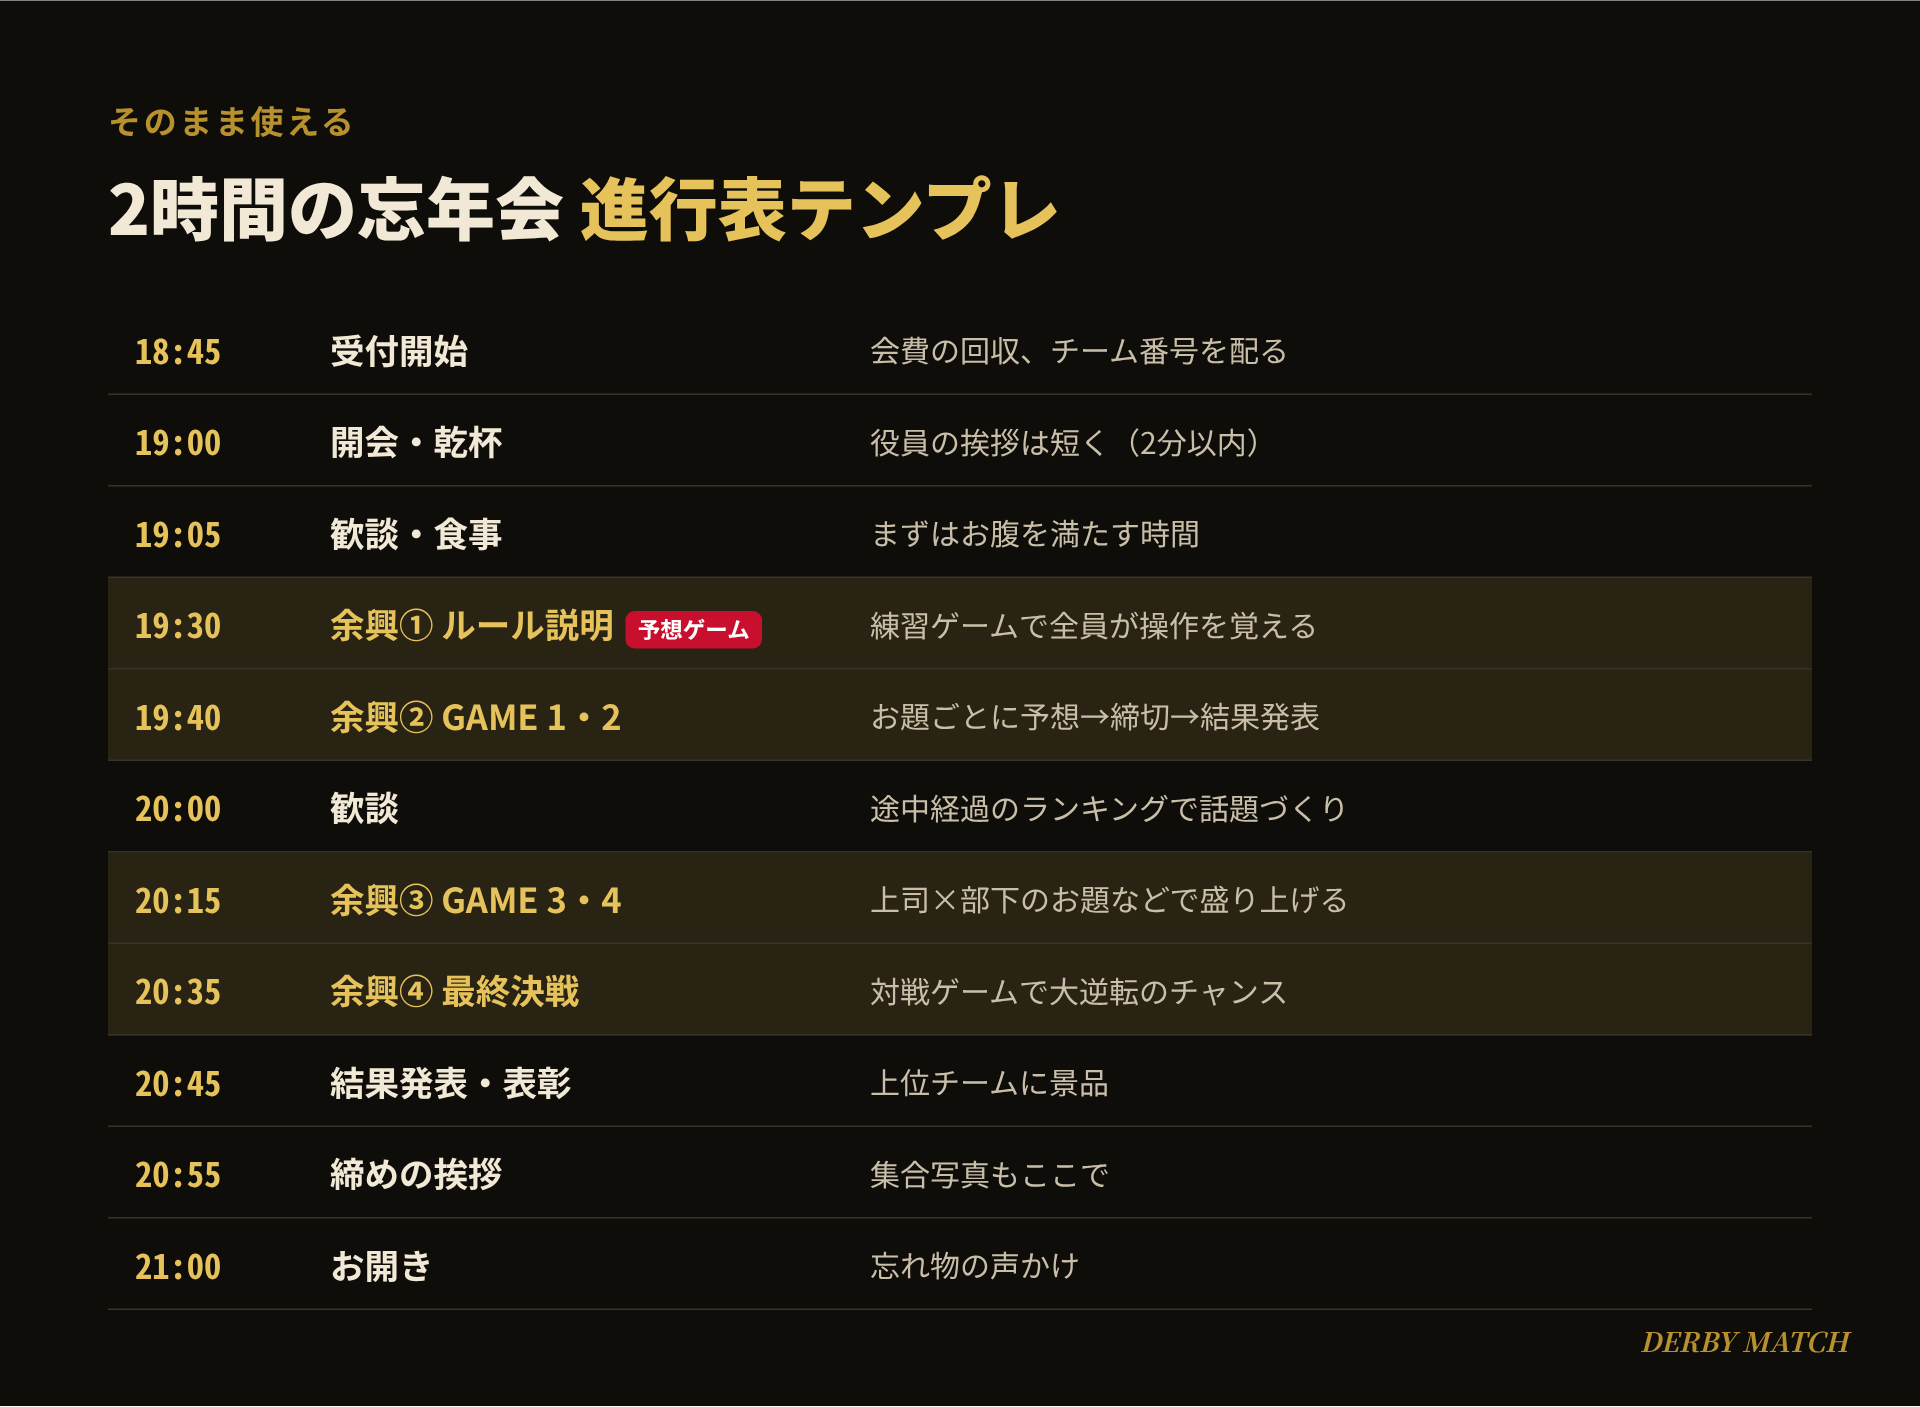 そのまま使える
2時間の忘年会 進行表テンプレ
18:45 受付開始 会費の回収、チーム番号を配る
19:00 開会・乾杯 役員の挨拶は短く（2分以内）
19:05 歓談・食事 まずはお腹を満たす時間
19:30 余興① ルール説明 予想ゲーム 練習ゲームで全員が操作を覚える
19:40 余興② GAME 1・2 お題ごとに予想→締切→結果発表
20:00 歓談 途中経過のランキングで話題づくり
20:15 余興③ GAME 3・4 上司×部下のお題などで盛り上げる
20:35 余興④ 最終決戦 対戦ゲームで大逆転のチャンス
20:45 結果発表・表彰 上位チームに景品
20:55 締めの挨拶 集合写真もここで
21:00 お開き 忘れ物の声かけ
DERBY MATCH